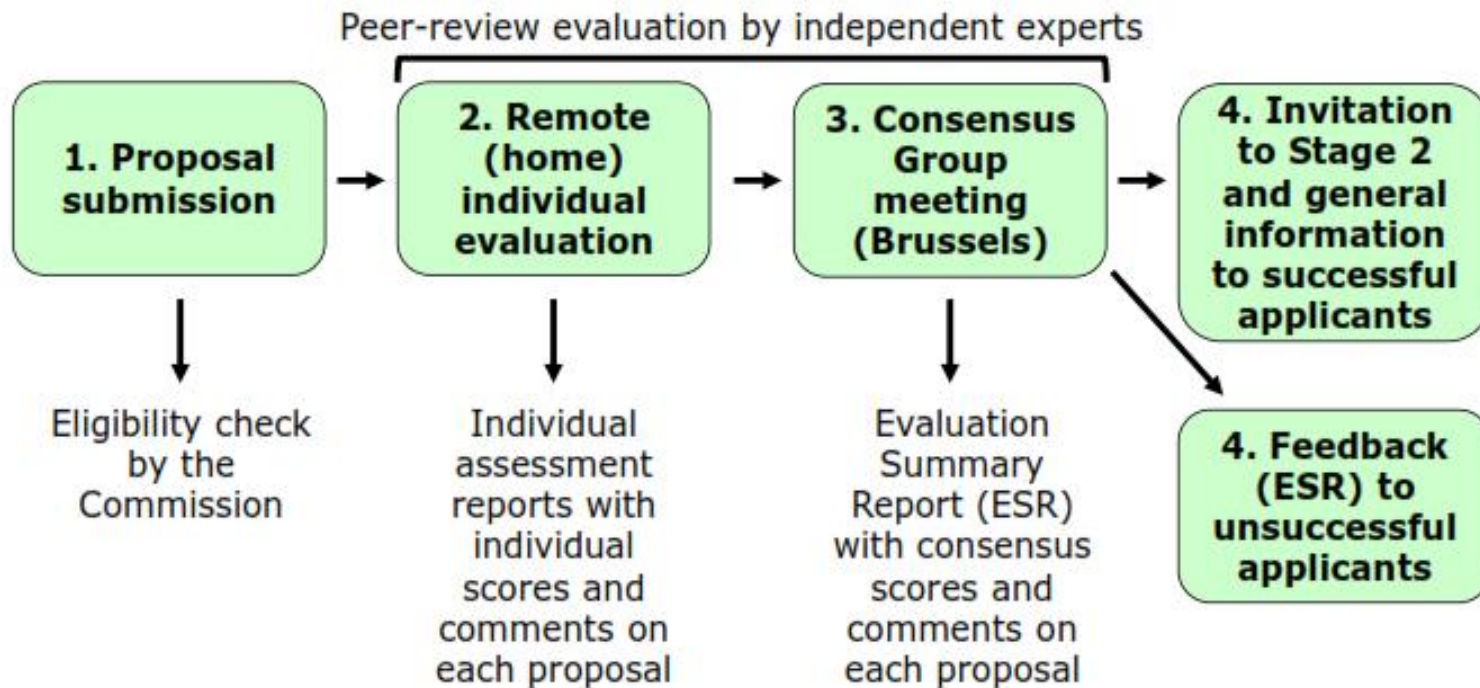 Peer-review evaluation by independent experts
1. Proposal
submission
2. Remote
(home)
individual
evaluation
3. Consensus
Group
meeting
(Brussels)
4. Invitation
to Stage 2
and general
information
to successful
applicants
Eligibility check
by the
Commission
Individual
assessment
reports with
individual
scores and
comments on
each proposal
Evaluation
Summary
Report (ESR)
with consensus
scores and
comments on
each proposal
4. Feedback
(ESR) to
unsuccessful
applicants